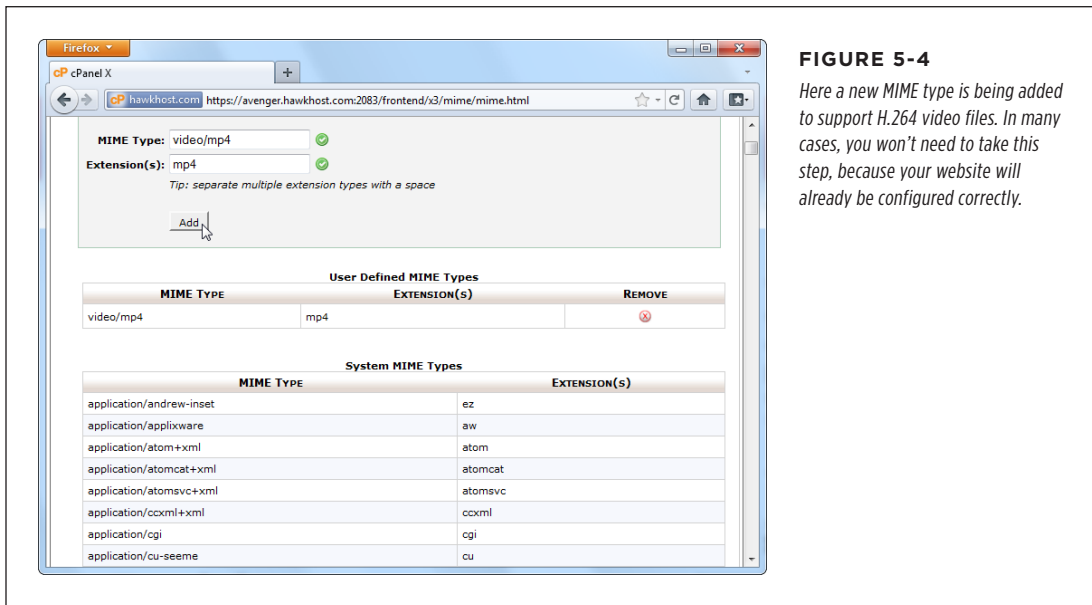 Firefox
cP cPanel X
+
cP hawkhost.com https://avenger.hawkhost.com:2083/frontend/x3/mime/mime.html
MIME Type: video/mp4
Extension(s): mp4
Tip: separate multiple extension types with a space
Add
User Defined MIME Types
MIME Type Extension(s) Remove
video/mp4 mp4
System MIME Types
MIME Type Extension(s)
application/andrew-inset ez
application/applixware aw
application/atom+xml atom
application/atomcat+xml atomcat
application/atomsvc+xml atomsvc
application/ccxml+xml ccxml
application/cgi cgi
application/cu-seeme cu
FIGURE 5-4
Here a new MIME type is being added
to support H.264 video files. In many
cases, you won't need to take this
step, because your website will
already be configured correctly.